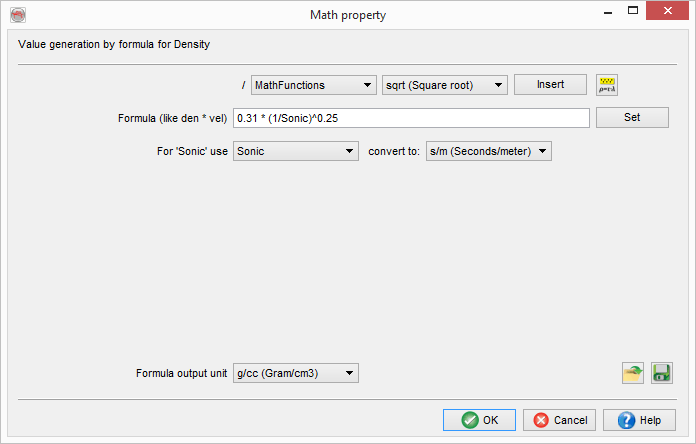 Math property
Value generation by formula for Density
/ MathFunctions sqrt (Square root) Insert
Formula (like den * vel) 0.31 * (1/Sonic)^0.25 Set
For 'Sonic' use Sonic convert to: s/m (Seconds/meter)
Formula output unit g/cc (Gram/cm3)
OK Cancel Help